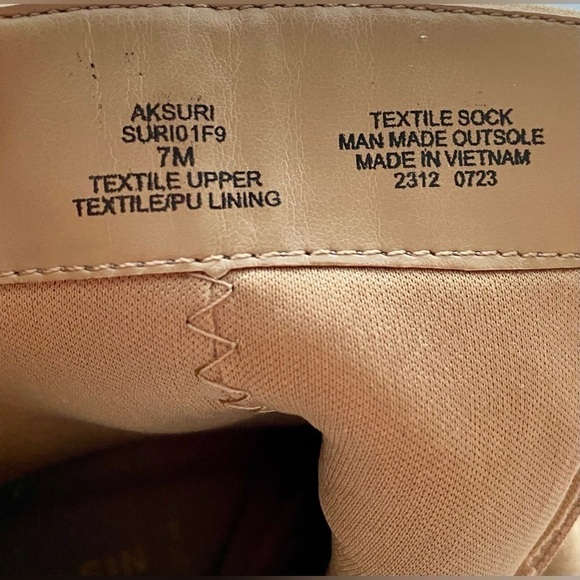 AKSURI
SURI01F9
7M
TEXTILE UPPER
TEXTILE/PU LINING
TEXTILE SOCK
MAN MADE OUTSOLE
MADE IN VIETNAM
2312 0723